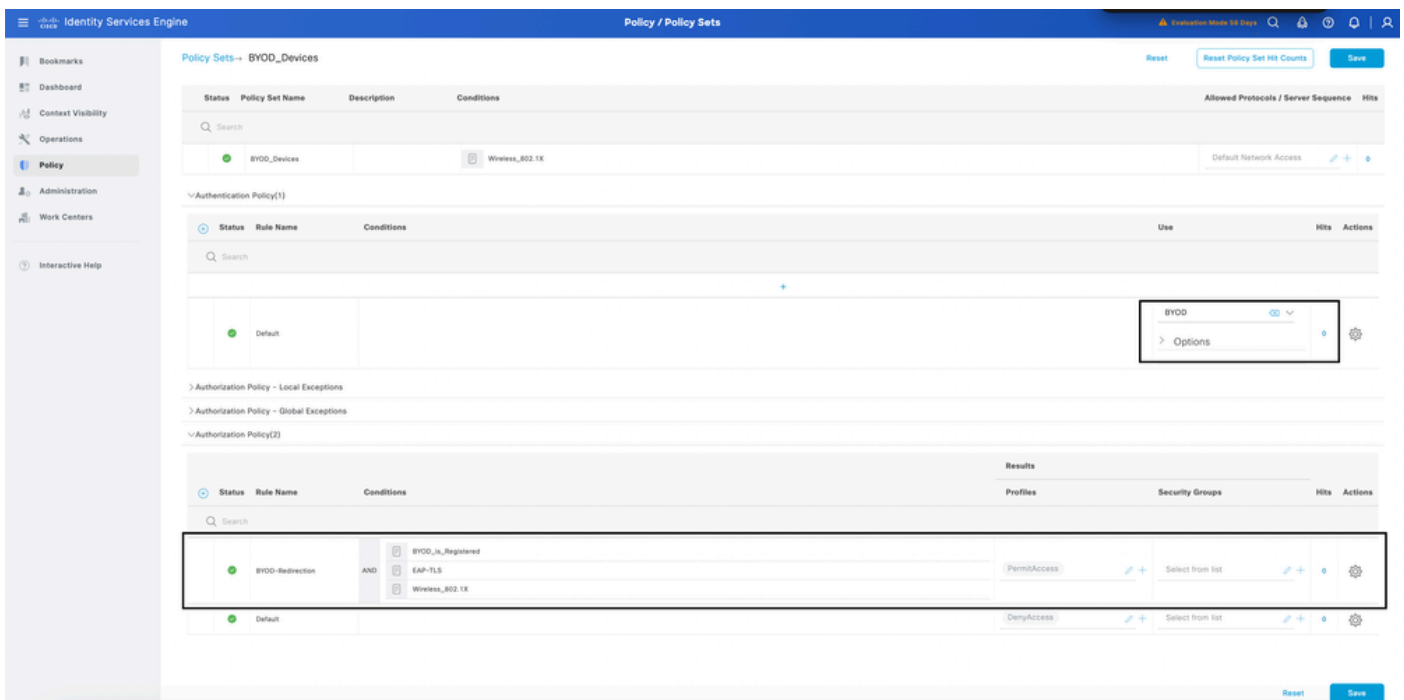 CISCO Identity Services Engine
Policy / Policy Sets
Evaluation Mode 58 Days
Bookmarks
Dashboard
Context Visibility
Operations
Policy
Administration
Work Centers
Interactive Help
Policy Sets→ BYOD_Devices
Reset
Reset Policy Set Hit Counts
Save
Status Policy Set Name Description Conditions Allowed Protocols / Server Sequence Hits
Search
BYOD_Devices Wireless_802.1X Default Network Access + 0
Authentication Policy(1)
+ Status Rule Name Conditions Use Hits Actions
Search
+
BYOD
Default 0
> Options
>Authorization Policy - Local Exceptions
>Authorization Policy - Global Exceptions
Authorization Policy(2)
Results
+ Status Rule Name Conditions Profiles Security Groups Hits Actions
Search
BYOD_is_Registered
BYOD-Redirection AND EAP-TLS PermitAccess + Select from list + 0
Wireless_802.1X
Default DenyAccess + Select from list + 0
Reset
Save